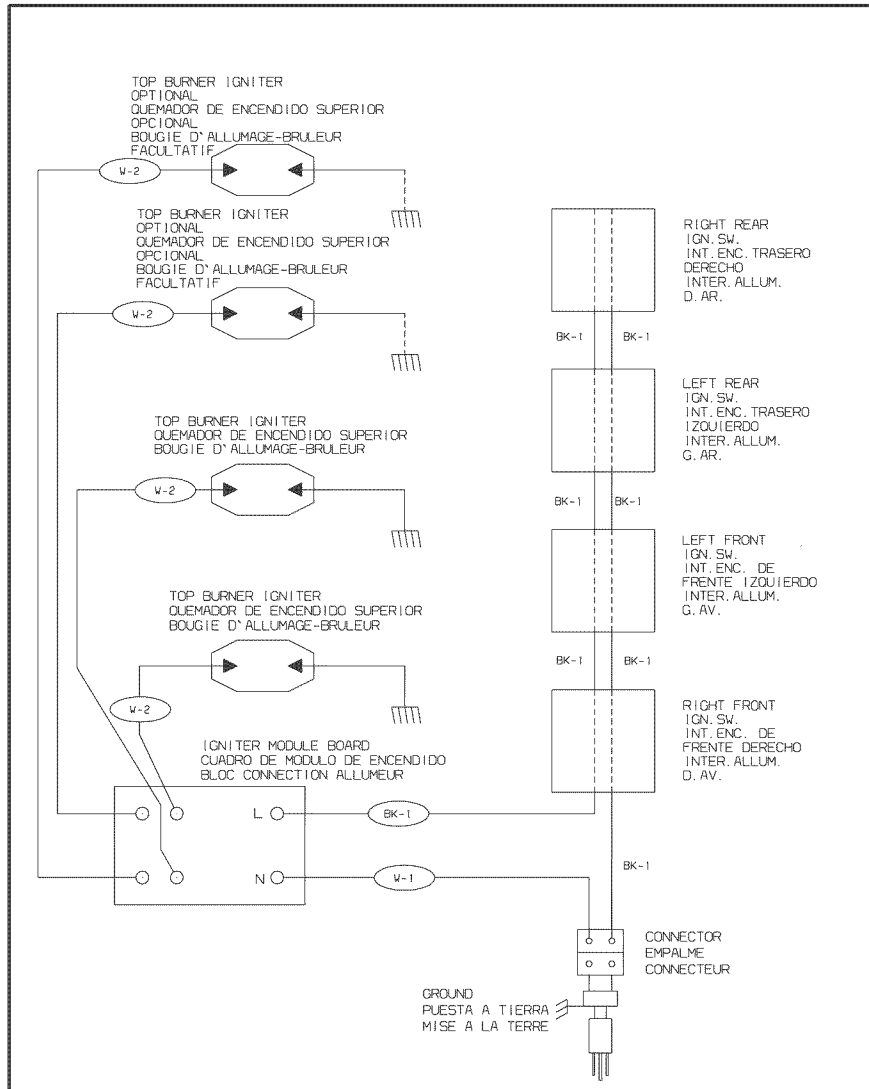 TOP BURNER IGNITER
OPTIONAL
QUEMADOR DE ENCENDIDO SUPERIOR
OPCIONAL
BOUGIE D'ALLUMAGE-BRULEUR
FACULTATIF
W-2
TOP BURNER IGNITER
OPTIONAL
QUEMADOR DE ENCENDIDO SUPERIOR
OPCIONAL
BOUGIE D'ALLUMAGE-BRULEUR
FACULTATIF
W-2
TOP BURNER IGNITER
QUEMADOR DE ENCENDIDO SUPERIOR
BOUGIE D'ALLUMAGE-BRULEUR
W-2
TOP BURNER IGNITER
QUEMADOR DE ENCENDIDO SUPERIOR
BOUGIE D'ALLUMAGE-BRULEUR
W-2
IGNITER MODULE BOARD
CUADRO DE MODULO DE ENCENDIDO
BLOC CONNECTION ALLUMEUR
L
BK-1
N
W-1
RIGHT REAR
IGN.SW.
INT.ENC.TRASERO
DERECHO
INTER.ALLUM.
D.AR.
BK-1 BK-1
LEFT REAR
IGN.SW.
INT.ENC.TRASERO
IZQUIERDO
INTER.ALLUM.
G.AR.
BK-1 BK-1
LEFT FRONT
IGN.SW.
INT.ENC. DE
FRENTE IZQUIERDO
INTER.ALLUM.
G.AV.
BK-1 BK-1
RIGHT FRONT
IGN.SW.
INT.ENC. DE
FRENTE DERECHO
INTER.ALLUM.
D.AV.
BK-1
CONNECTOR
EMPALME
CONNECTEUR
GROUND
PUESTA A TIERRA
MISE A LA TERRE